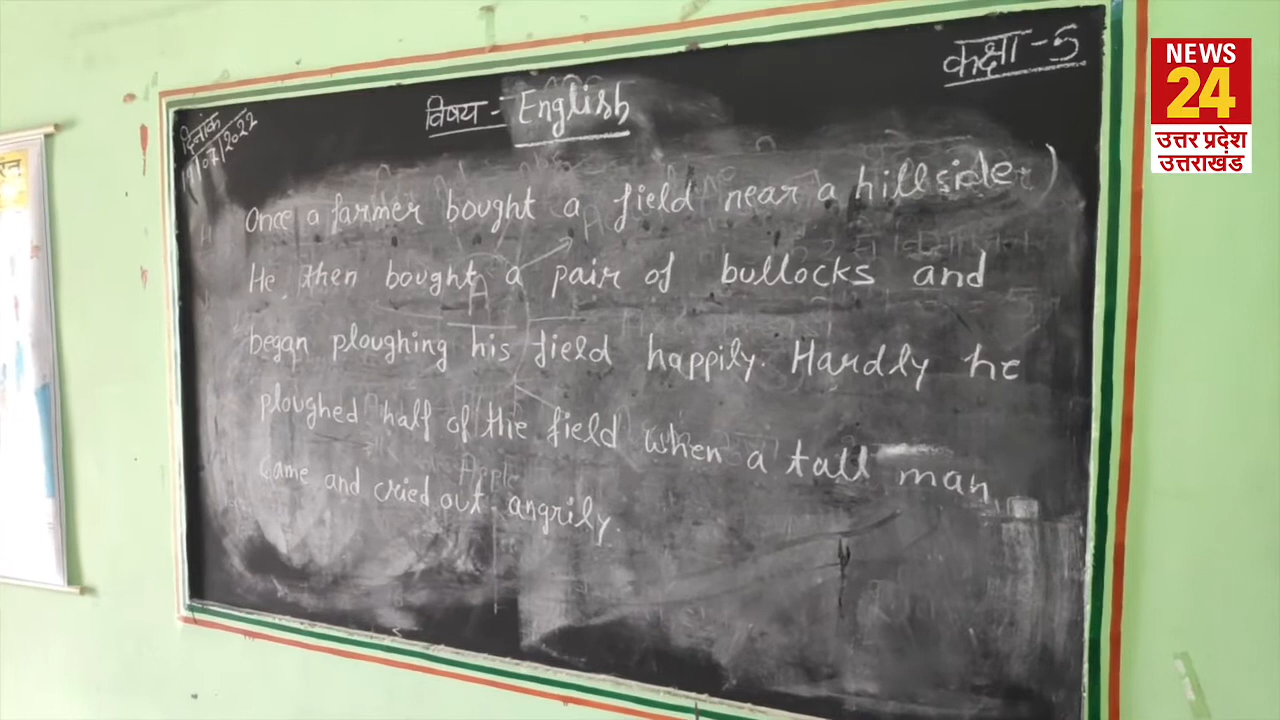 NEWS
24
उत्तर प्रदेश
उत्तराखंड
कक्षा - 5
दिनांक
/07/2022
विषय :- English
Once a farmer bought a field near a hillside
He then bought a pair of bullocks and
began ploughing his field happily. Hardly he
ploughed half of the field when a tall man
Came and cried out angrily.
Apple